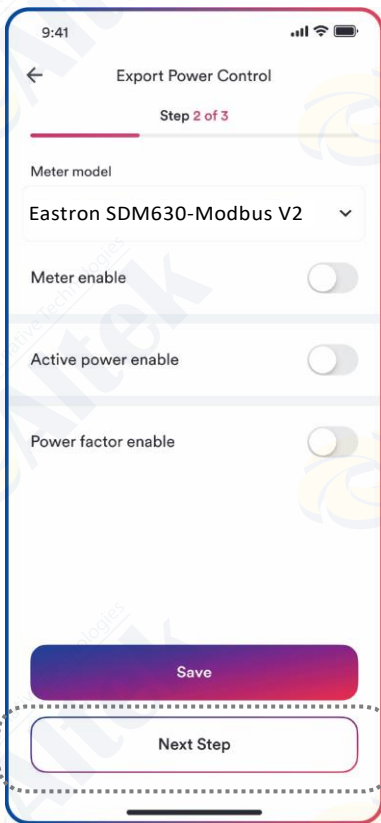 9:41
Export Power Control
Step 2 of 3
Meter model
Eastron SDM630-Modbus V2
Meter enable
Active power enable
Power factor enable
Save
Next Step